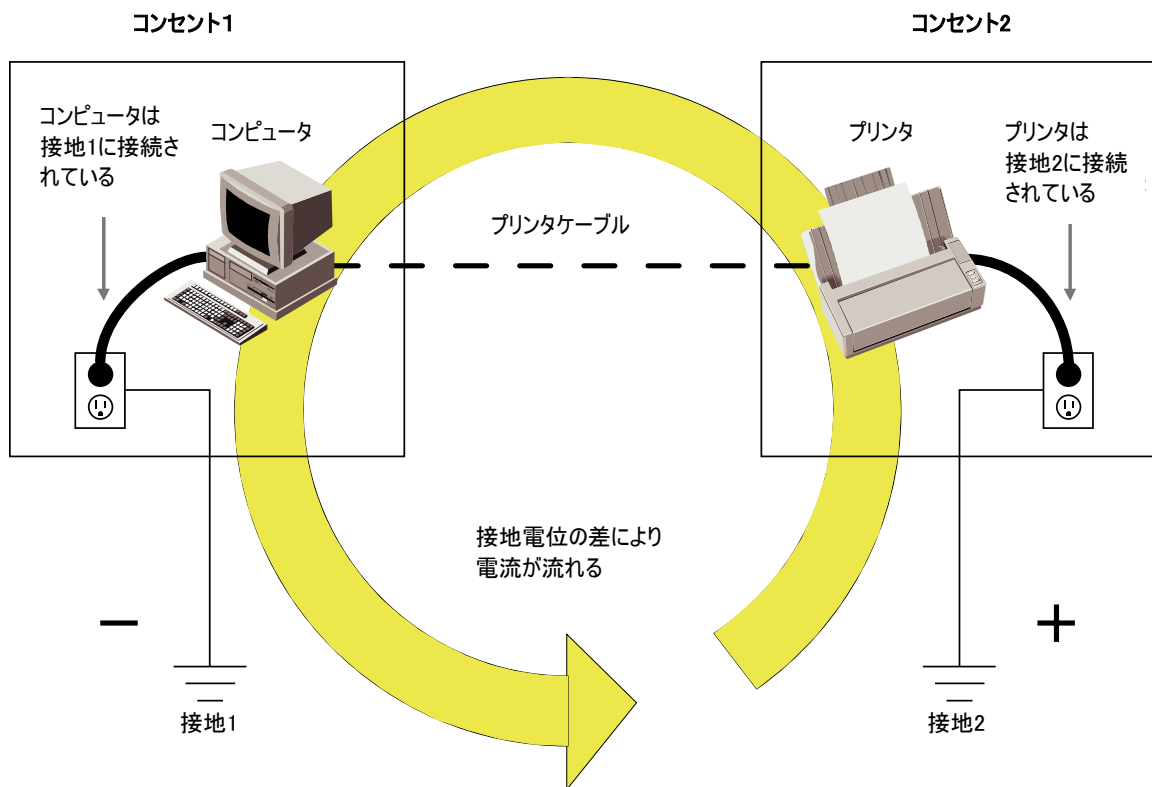 コンセント1
コンセント2
コンピュータは
接地1に接続さ
れている
コンピュータ
プリンタ
プリンタは
接地2に接続
されている
プリンタケーブル
接地電位の差により
電流が流れる
−
+
接地1
接地2